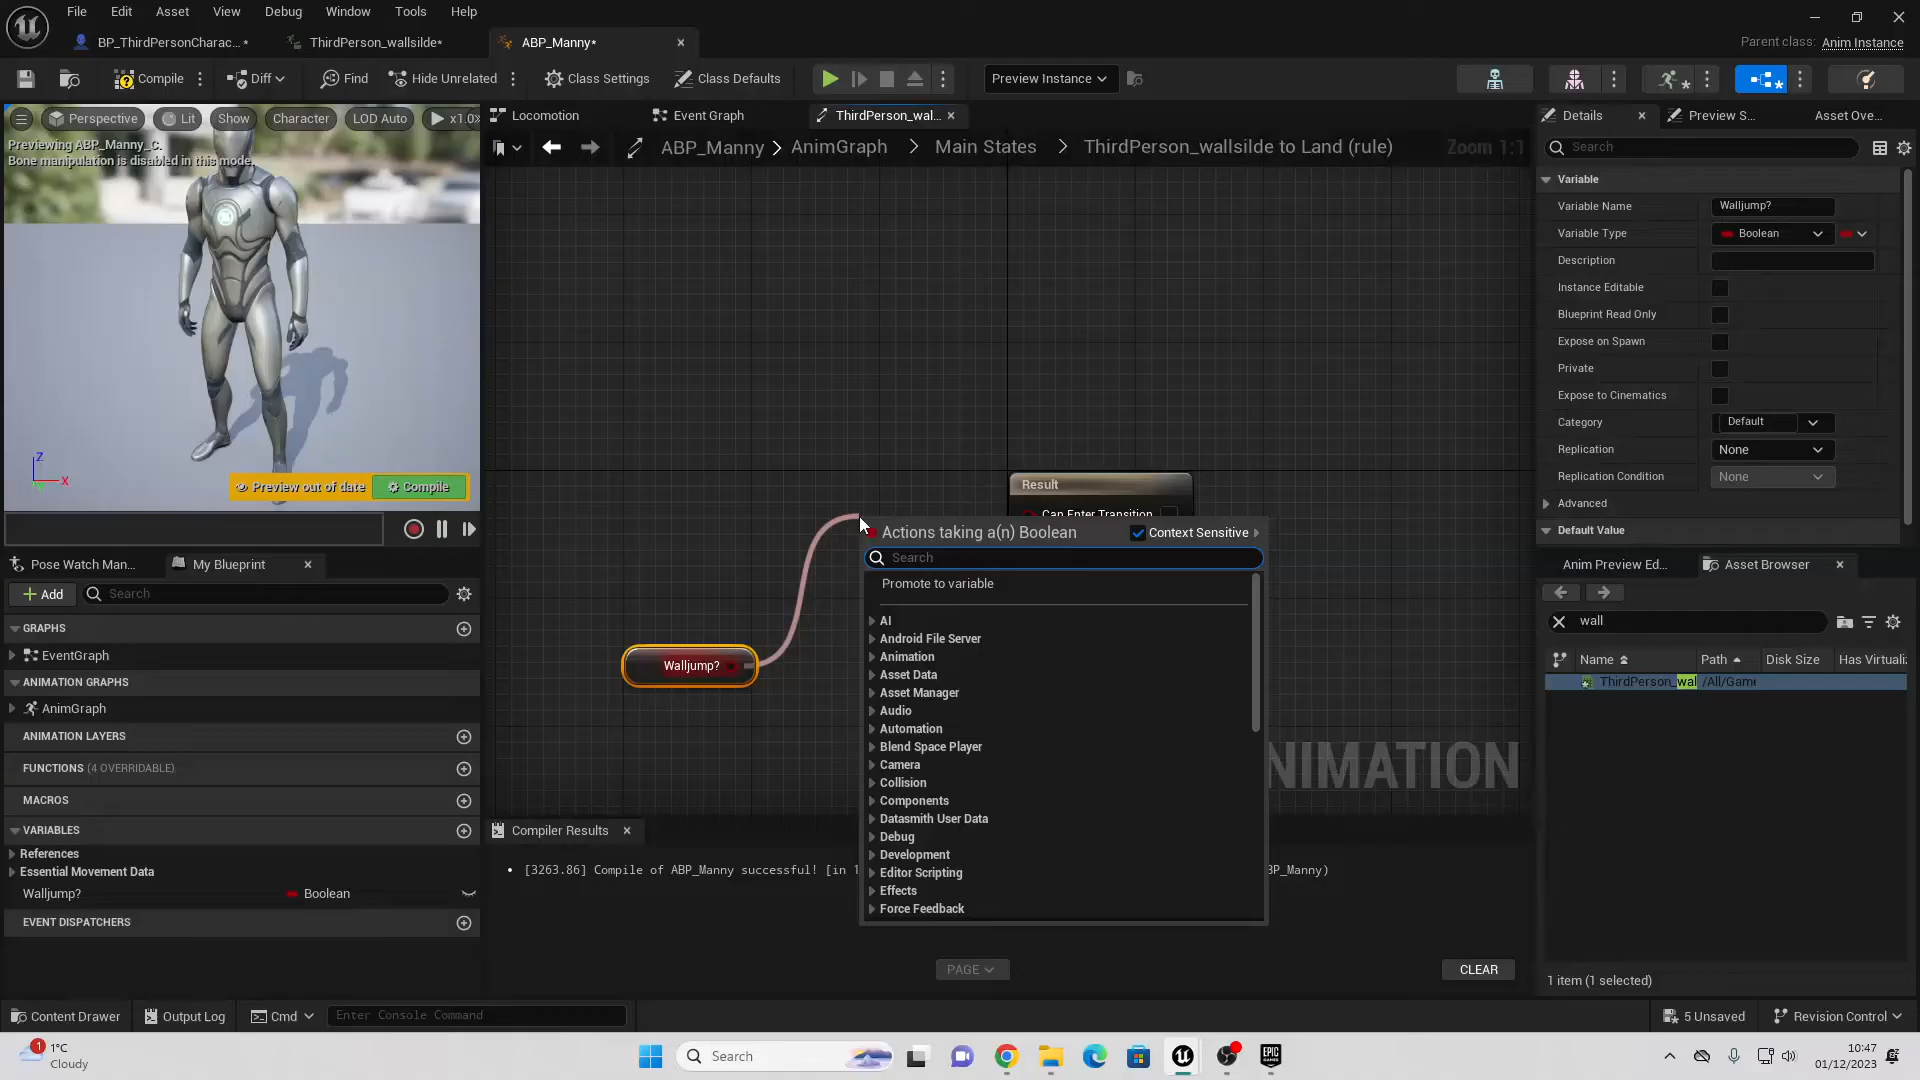 File Edit Asset View Debug Window Tools Help
BP_ThirdPersonCharac...* ThirdPerson_wallsilde* ABP_Manny*
Parent class: Anim Instance
Compile Diff Find Hide Unrelated Class Settings Class Defaults Preview Instance
Perspective Lit Show Character LOD Auto x1.0
Previewing ABP_Manny_C.
Bone manipulation is disabled in this mode.
Z
X
Preview out of date Compile
Locomotion Event Graph ThirdPerson_wal...
ABP_Manny > AnimGraph > Main States > ThirdPerson_wallsilde to Land (rule) Zoom 1:1
Result
Can Enter Transition
Walljump?
Actions taking a(n) Boolean Context Sensitive
Search
Promote to variable
AI
Android File Server
Animation
Asset Data
Asset Manager
Audio
Automation
Blend Space Player
Camera
Collision
Components
Datasmith User Data
Debug
Development
Editor Scripting
Effects
Force Feedback
NIMATION
Pose Watch Man... My Blueprint
Add Search
GRAPHS
EventGraph
ANIMATION GRAPHS
AnimGraph
ANIMATION LAYERS
FUNCTIONS (4 OVERRIDABLE)
MACROS
VARIABLES
References
Essential Movement Data
Walljump? Boolean
EVENT DISPATCHERS
Compiler Results
[3263.86] Compile of ABP_Manny successful! [in 1 BP_Manny)
PAGE CLEAR
Details Preview S... Asset Ove...
Search
Variable
Variable Name Walljump?
Variable Type Boolean
Description
Instance Editable
Blueprint Read Only
Expose on Spawn
Private
Expose to Cinematics
Category Default
Replication None
Replication Condition None
Advanced
Default Value
Anim Preview Ed... Asset Browser
wall
Name Path Disk Size Has Virtuali
ThirdPerson_wal /All/Game
1 item (1 selected)
Content Drawer Output Log Cmd Enter Console Command 5 Unsaved Revision Control
1
1°C
Cloudy
Search
EPIC GAMES
10:47
01/12/2023